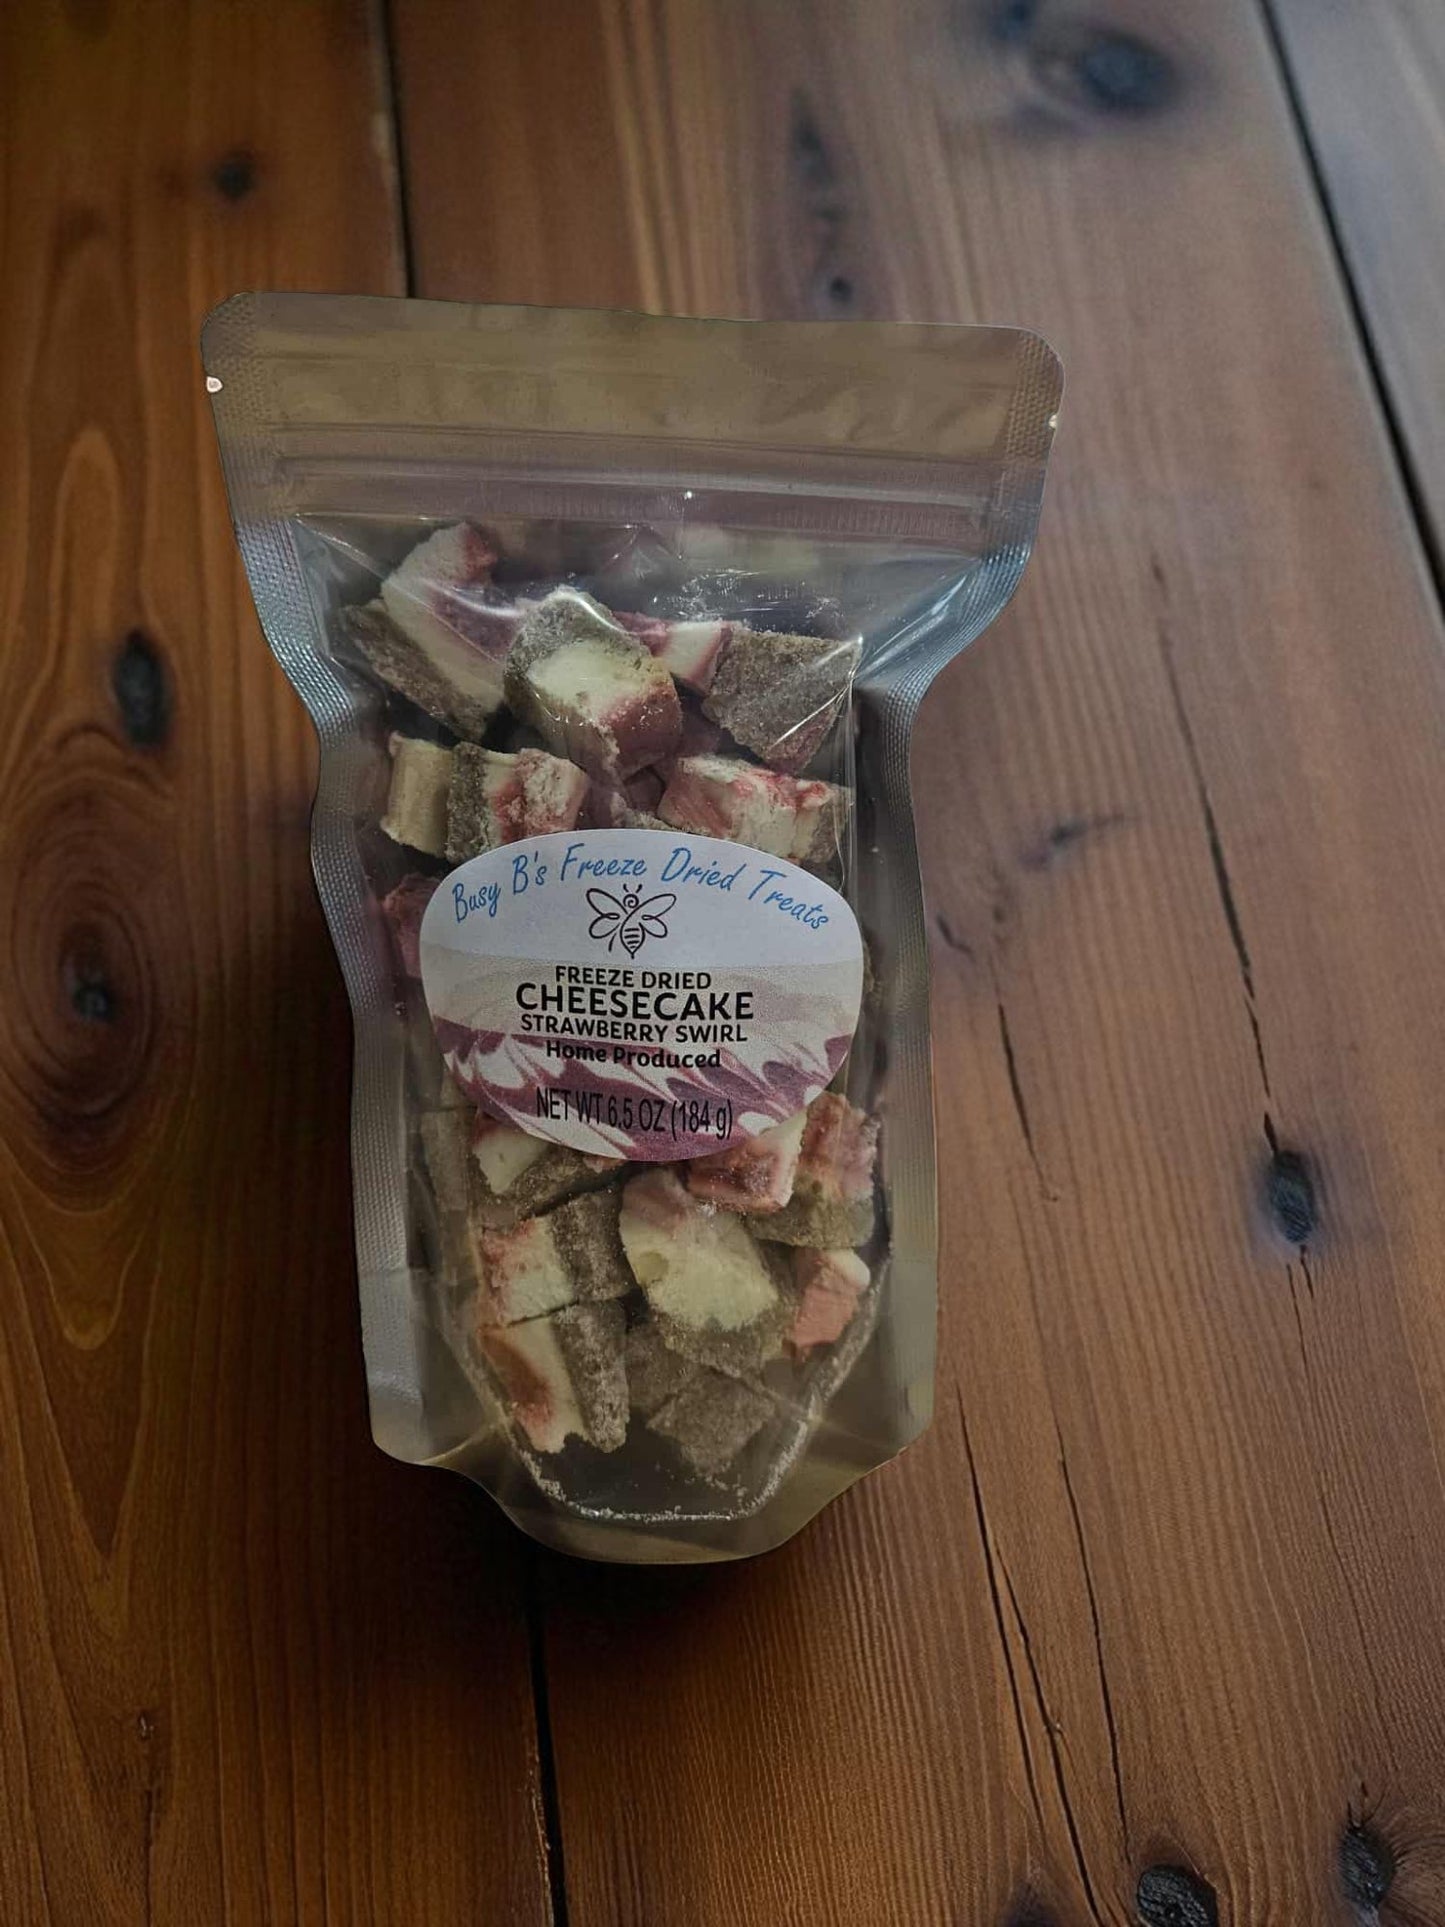 Busy B's Freeze Dried Treats
FREEZE DRIED
CHEESECAKE
STRAWBERRY SWIRL
Home Produced
NET WT 6.5 OZ (184 g)